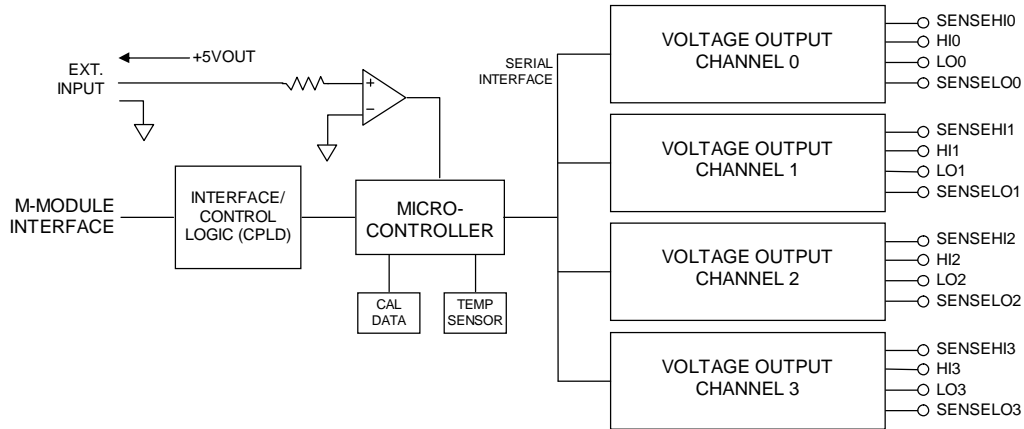 +5VOUT
EXT.
INPUT
+
−
M-MODULE
INTERFACE
INTERFACE/
CONTROL
LOGIC (CPLD)
MICRO-
CONTROLLER
CAL
DATA
TEMP
SENSOR
SERIAL
INTERFACE
VOLTAGE OUTPUT
CHANNEL 0
SENSEHI0
HI0
LO0
SENSELO0
VOLTAGE OUTPUT
CHANNEL 1
SENSEHI1
HI1
LO1
SENSELO1
VOLTAGE OUTPUT
CHANNEL 2
SENSEHI2
HI2
LO2
SENSELO2
VOLTAGE OUTPUT
CHANNEL 3
SENSEHI3
HI3
LO3
SENSELO3